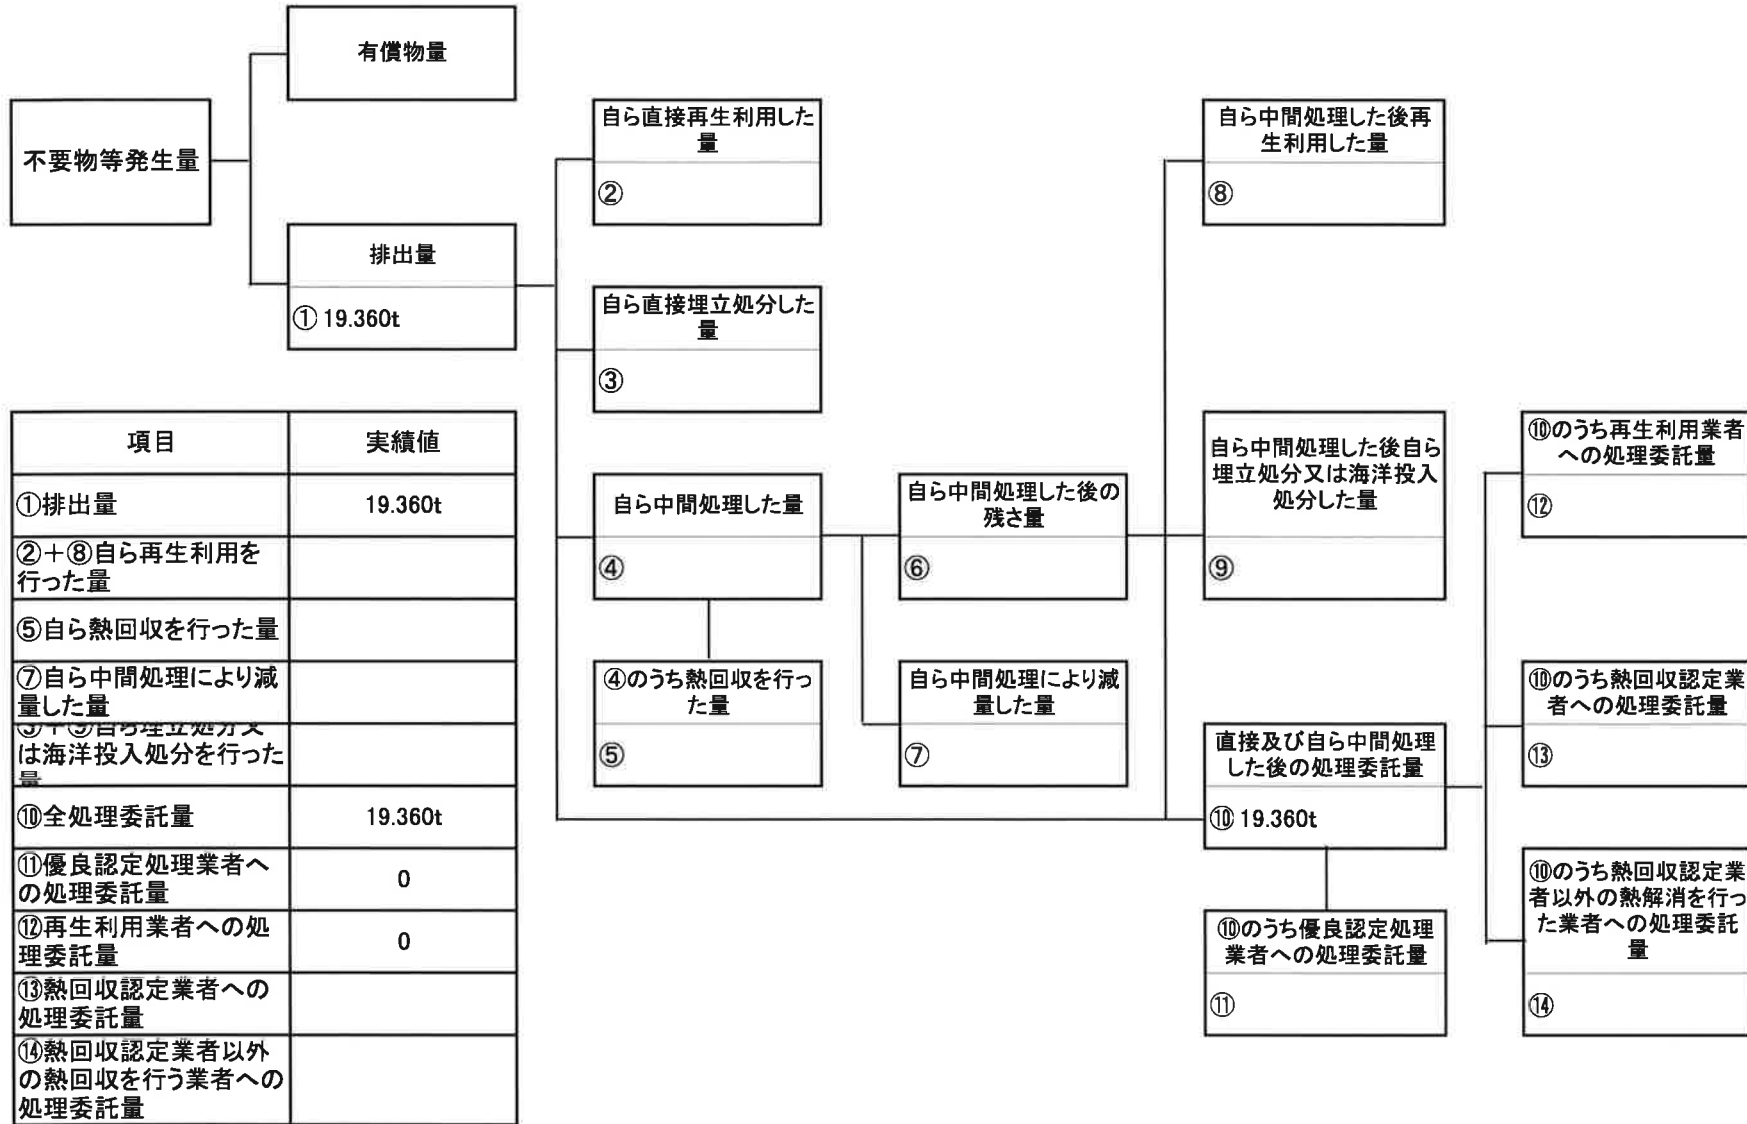 有償物量
不要物等発生量
排出量
① 19.360t
自ら直接再生利用した
量
②
自ら直接埋立処分した
量
③
自ら中間処理した量
④
④のうち熱回収を行っ
た量
⑤
自ら中間処理した後の
残さ量
⑥
自ら中間処理により減
量した量
⑦
自ら中間処理した後再
生利用した量
⑧
自ら中間処理した後自ら
埋立処分又は海洋投入
処分した量
⑨
直接及び自ら中間処理
した後の処理委託量
⑩ 19.360t
⑩のうち優良認定処理
業者への処理委託量
⑪
⑩のうち再生利用業者
への処理委託量
⑫
⑩のうち熱回収認定業
者への処理委託量
⑬
⑩のうち熱回収認定業
者以外の熱解消を行っ
た業者への処理委託
量
⑭
項目 実績値
①排出量 19.360t
②+⑧自ら再生利用を
行った量
⑤自ら熱回収を行った量
⑦自ら中間処理により減
量した量
③+⑨自ら埋立処分又
は海洋投入処分を行った
量
⑩全処理委託量 19.360t
⑪優良認定処理業者へ
の処理委託量 0
⑫再生利用業者への処
理委託量 0
⑬熱回収認定業者への
処理委託量
⑭熱回収認定業者以外
の熱回収を行う業者への
処理委託量